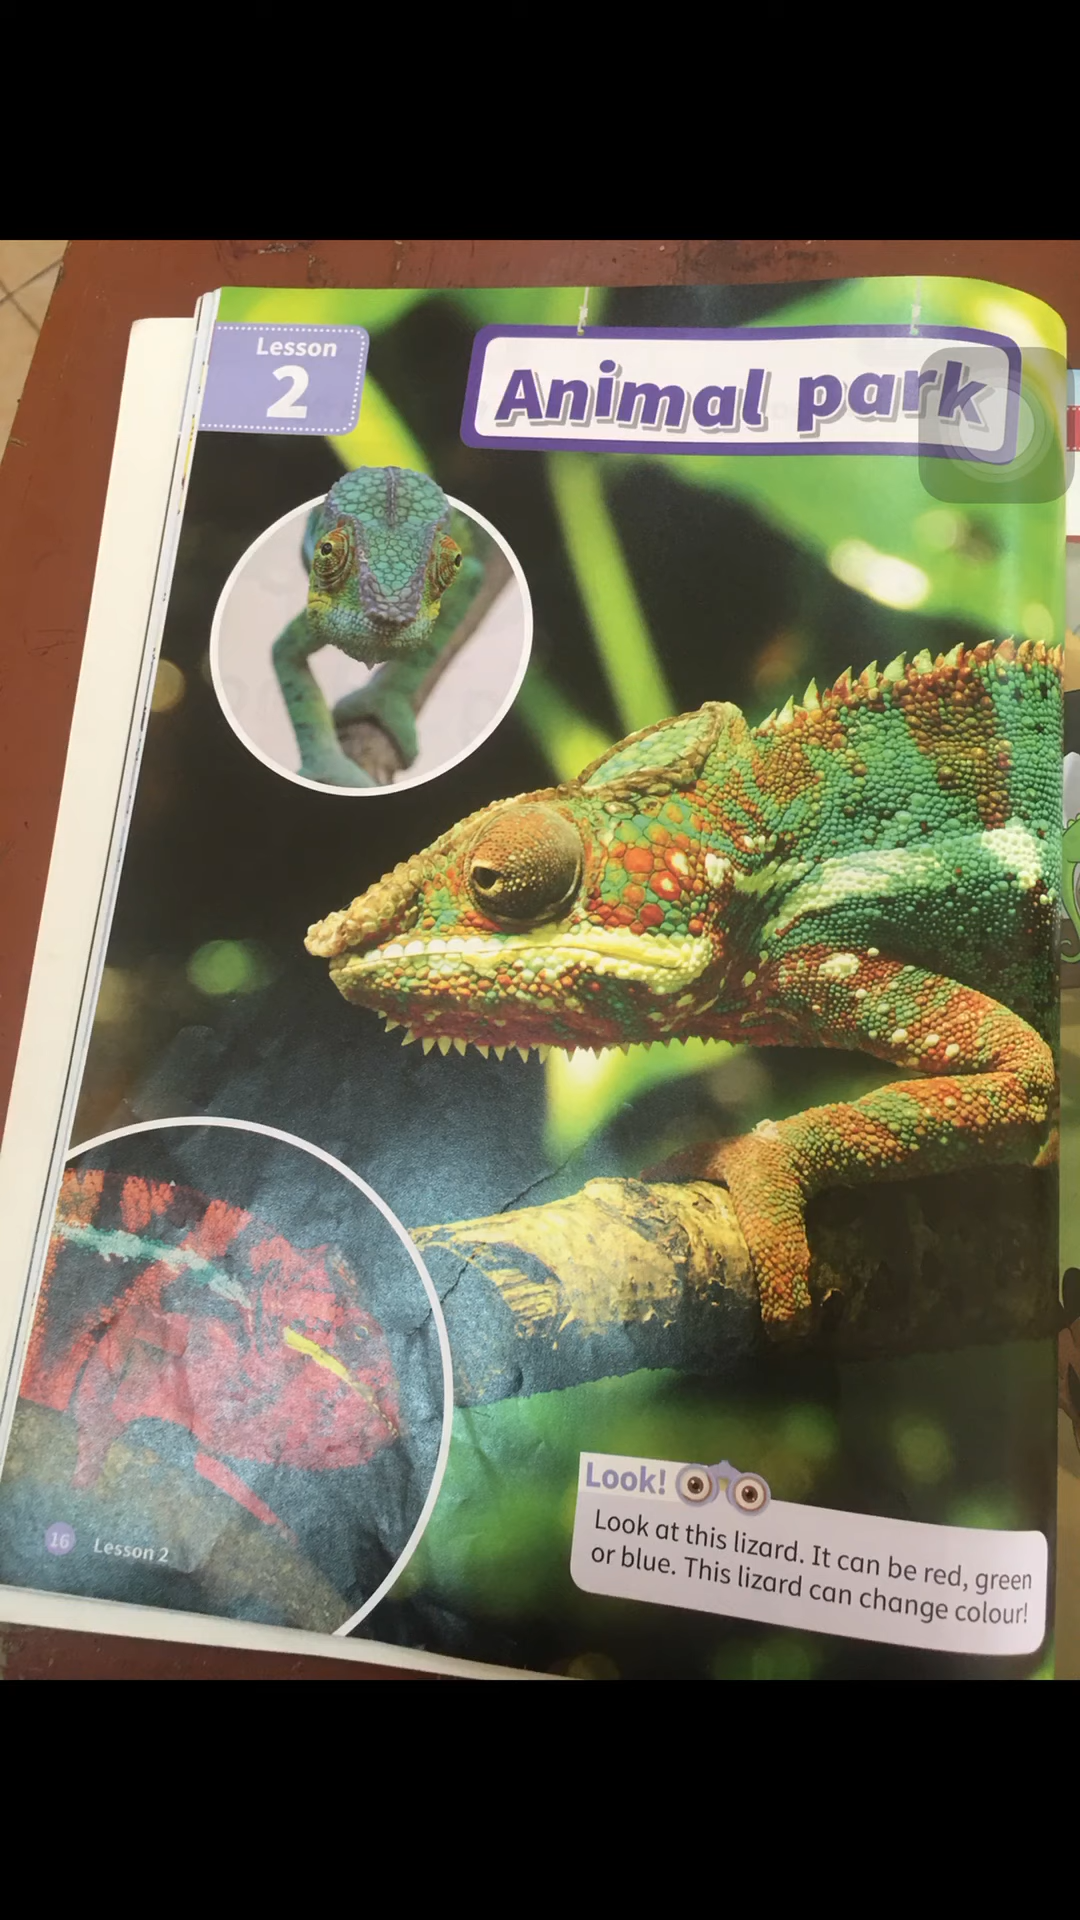 Lesson
2
Animal park
Look!
Look at this lizard. It can be red, green
or blue. This lizard can change colour!
16 Lesson 2